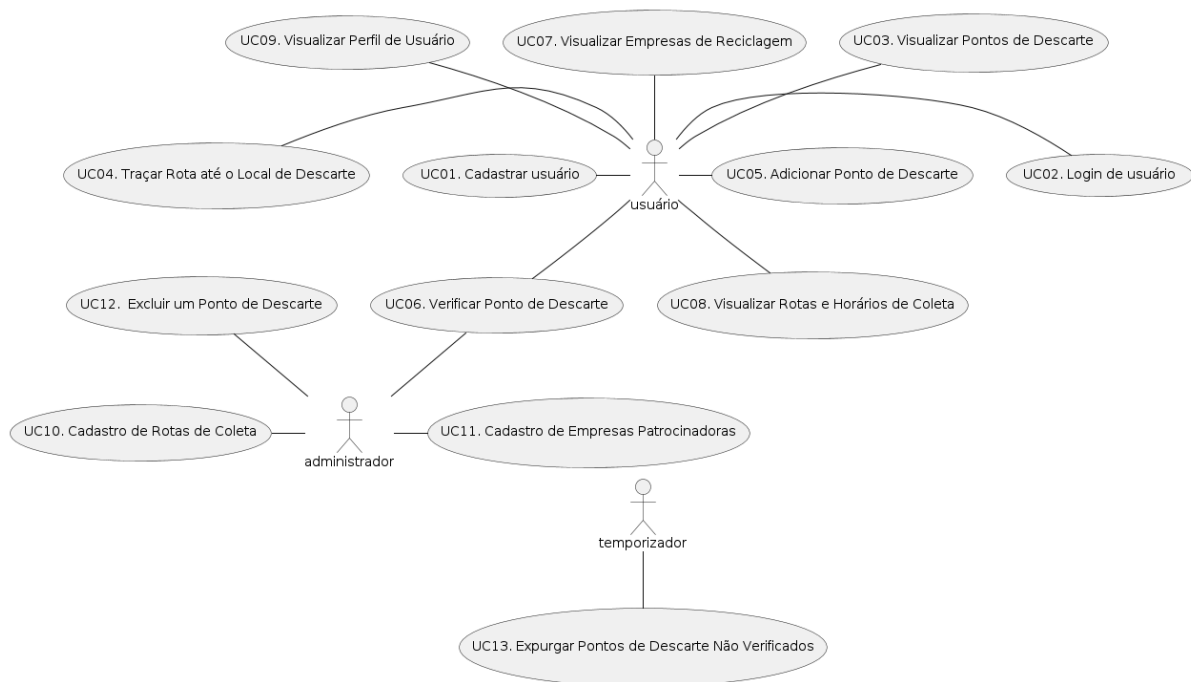 UC09. Visualizar Perfil de Usuário
UC07. Visualizar Empresas de Reciclagem
UC03. Visualizar Pontos de Descarte
UC04. Traçar Rota até o Local de Descarte
UC01. Cadastrar usuário
UC05. Adicionar Ponto de Descarte
UC02. Login de usuário
usuário
UC12.  Excluir um Ponto de Descarte
UC06. Verificar Ponto de Descarte
UC08. Visualizar Rotas e Horários de Coleta
UC10. Cadastro de Rotas de Coleta
UC11. Cadastro de Empresas Patrocinadoras
administrador
temporizador
UC13. Expurgar Pontos de Descarte Não Verificados